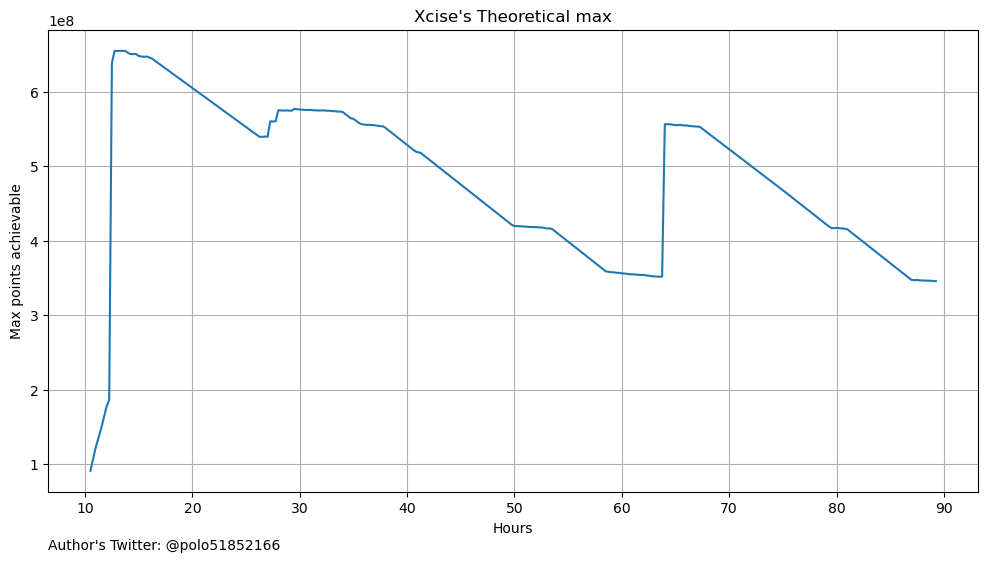 Xcise's Theoretical max
1e8
6
5
4
3
2
1
Max points achievable
10 20 30 40 50 60 70 80 90
Hours
Author's Twitter: @polo51852166